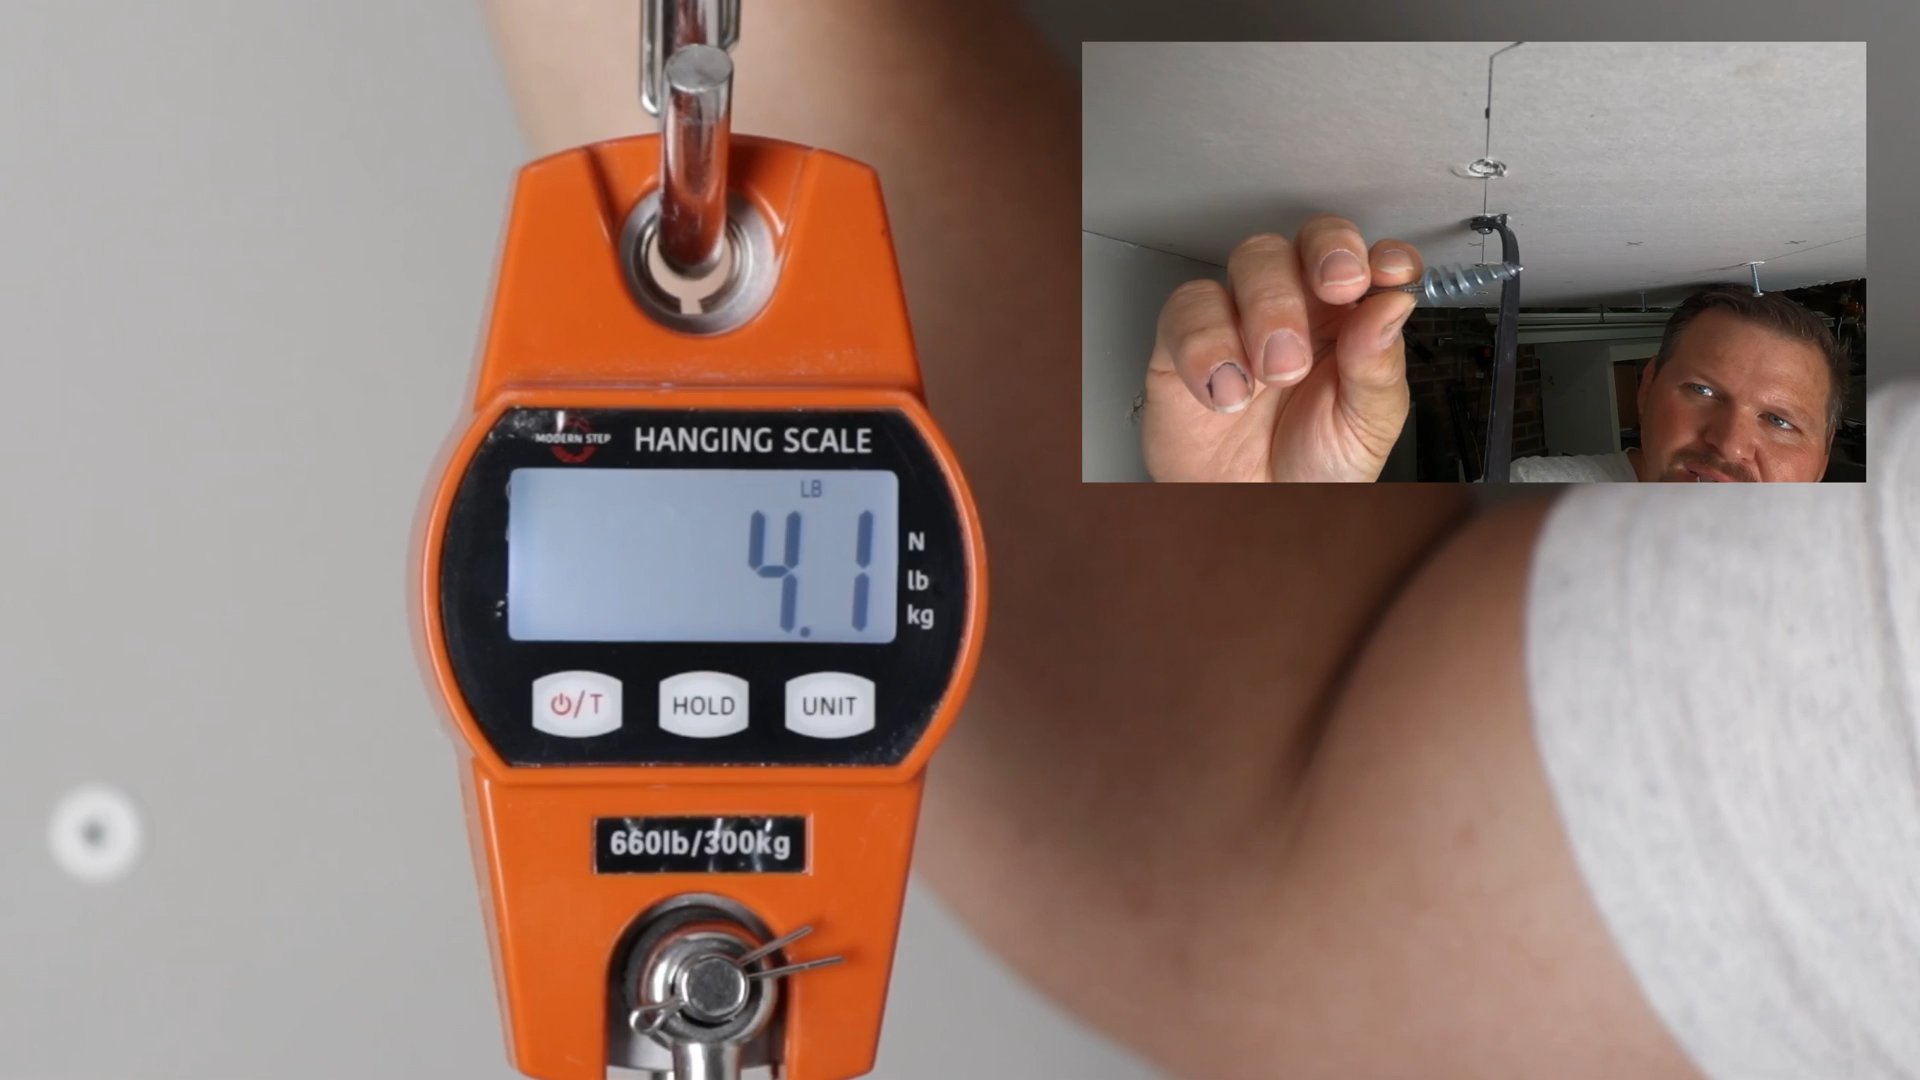 MODERN STEP
HANGING SCALE
LB
4.1
N
lb
kg
⏻/T
HOLD
UNIT
660lb/300kg